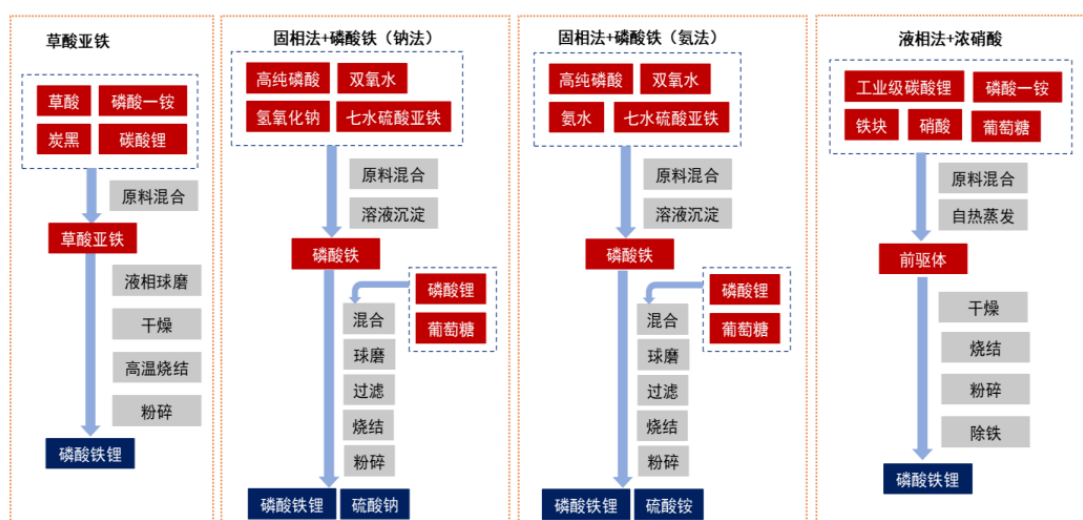 草酸亚铁
草酸 磷酸一铵
炭黑 碳酸锂
原料混合
草酸亚铁
液相球磨
干燥
高温烧结
粉碎
磷酸铁锂
固相法+磷酸铁（钠法）
高纯磷酸 双氧水
氢氧化钠 七水硫酸亚铁
原料混合
溶液沉淀
磷酸铁
磷酸锂
葡萄糖
混合
球磨
过滤
烧结
粉碎
磷酸铁锂 硫酸钠
固相法+磷酸铁（氨法）
高纯磷酸 双氧水
氨水 七水硫酸亚铁
原料混合
溶液沉淀
磷酸铁
磷酸锂
葡萄糖
混合
球磨
过滤
烧结
粉碎
磷酸铁锂 硫酸铵
液相法+浓硝酸
工业级碳酸锂 磷酸一铵
铁块 硝酸 葡萄糖
原料混合
自热蒸发
前驱体
干燥
烧结
粉碎
除铁
磷酸铁锂